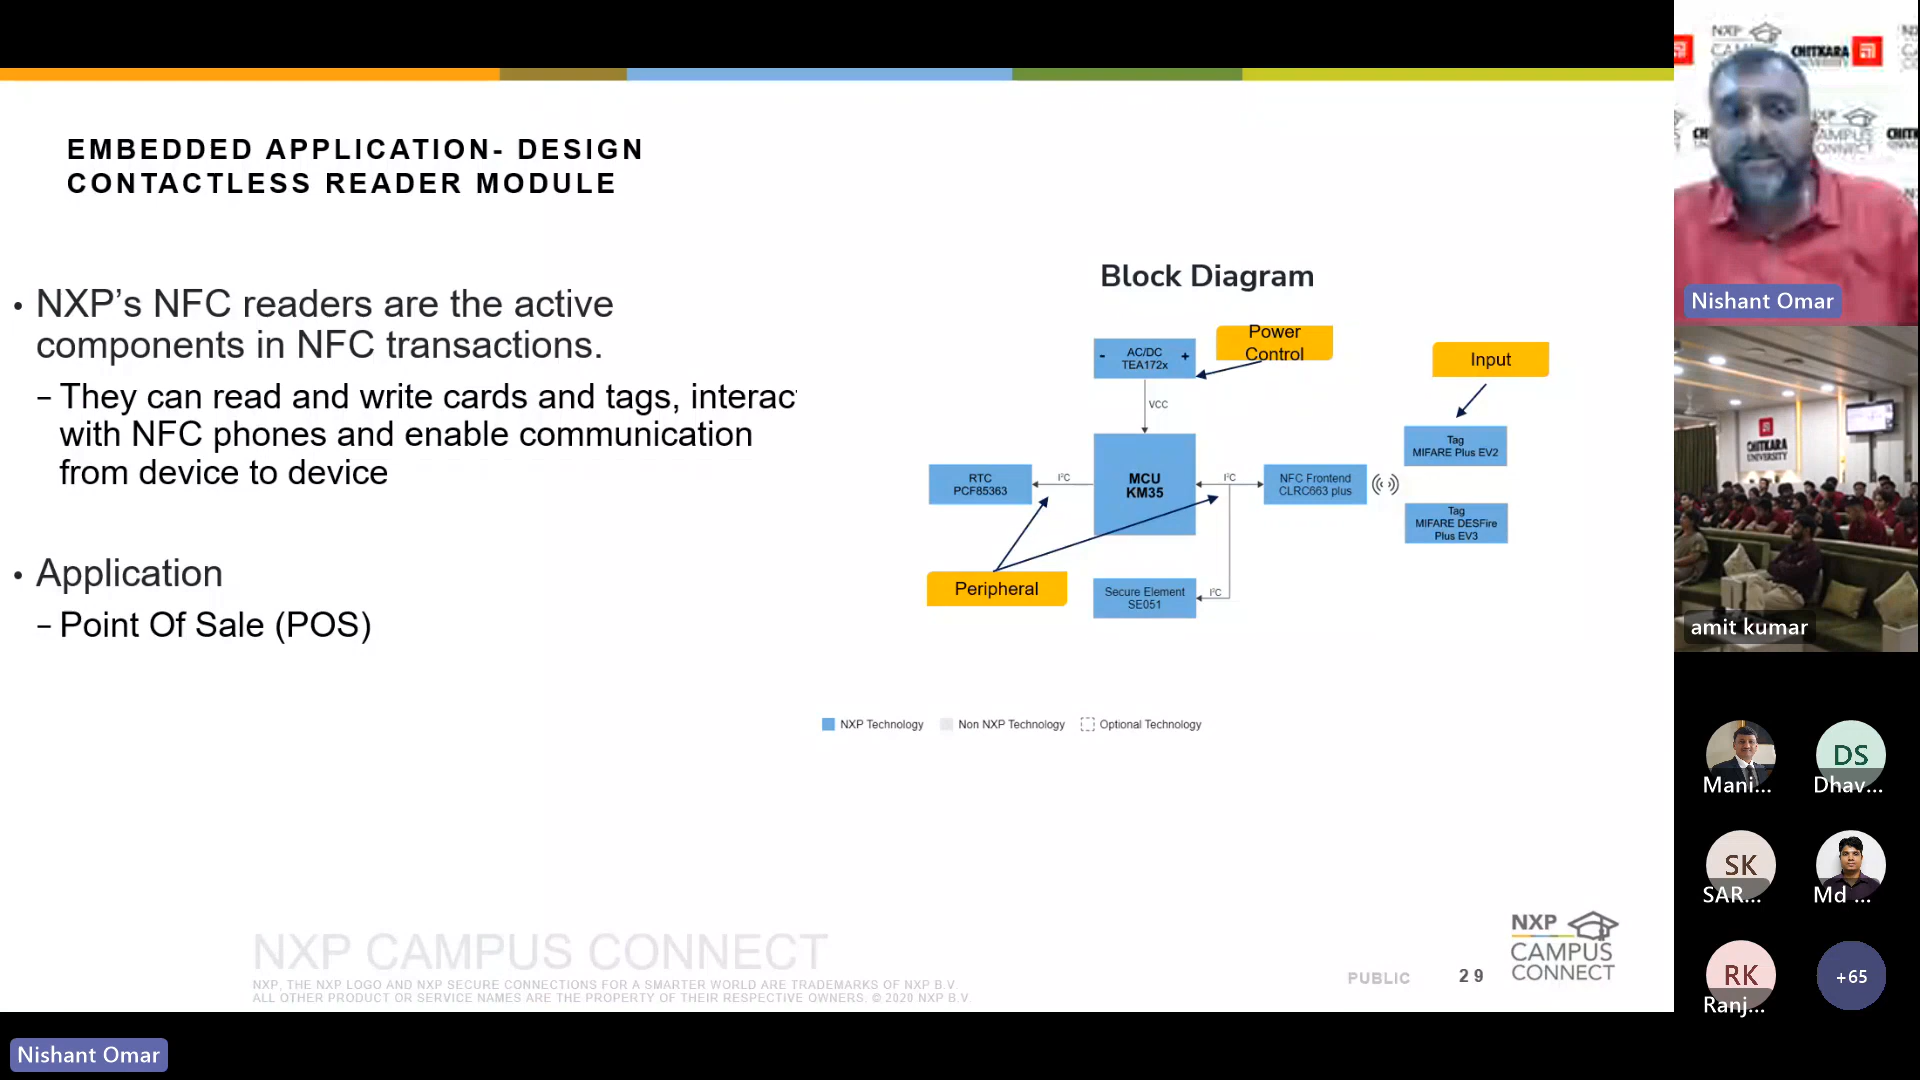 EMBEDDED APPLICATION- DESIGN
CONTACTLESS READER MODULE
• NXP’s NFC readers are the active
components in NFC transactions.
– They can read and write cards and tags, interac
with NFC phones and enable communication
from device to device
• Application
– Point Of Sale (POS)
Block Diagram
Power
Control
- AC/DC +
TEA172x
Input
VCC
Tag
MIFARE Plus EV2
RTC
PCF85363
I²C
MCU
KM35
I²C
NFC Frontend
CLRC663 plus
Tag
MIFARE DESFire
Plus EV3
Peripheral
Secure Element
SE051
I²C
NXP Technology
Non NXP Technology
Optional Technology
NXP CAMPUS CONNECT
NXP, THE NXP LOGO AND NXP SECURE CONNECTIONS FOR A SMARTER WORLD ARE TRADEMARKS OF NXP B.V.
ALL OTHER PRODUCT OR SERVICE NAMES ARE THE PROPERTY OF THEIR RESPECTIVE OWNERS. © 2020 NXP B.V.
PUBLIC
29
NXP
CAMPUS
CONNECT
Nishant Omar
NXP
CHITKARA
UNIVERSITY
CAMPUS
CONNECT
Nishant Omar
CHITKARA
UNIVERSITY
amit kumar
Mani...
DS
Dhav...
SK
SAR...
Md ...
RK
Ranj...
+65